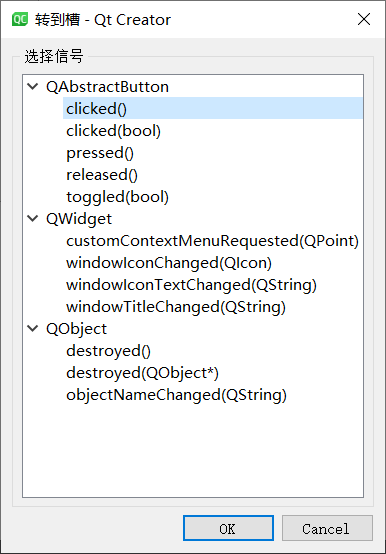 QC 转到槽 - Qt Creator
选择信号
QAbstractButton
clicked()
clicked(bool)
pressed()
released()
toggled(bool)
QWidget
customContextMenuRequested(QPoint)
windowIconChanged(QIcon)
windowIconTextChanged(QString)
windowTitleChanged(QString)
QObject
destroyed()
destroyed(QObject*)
objectNameChanged(QString)
OK Cancel